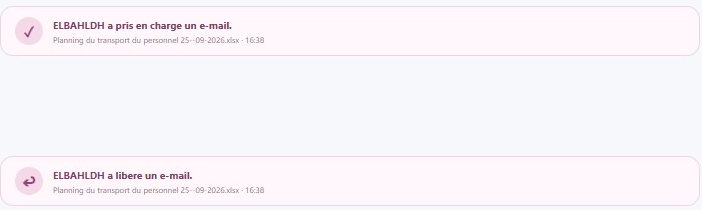 ELBAHLDH a pris en charge un e-mail.
Planning du transport du personnel 25--09-2026.xlsx · 16:38
ELBAHLDH a libere un e-mail.
Planning du transport du personnel 25--09-2026.xlsx · 16:38